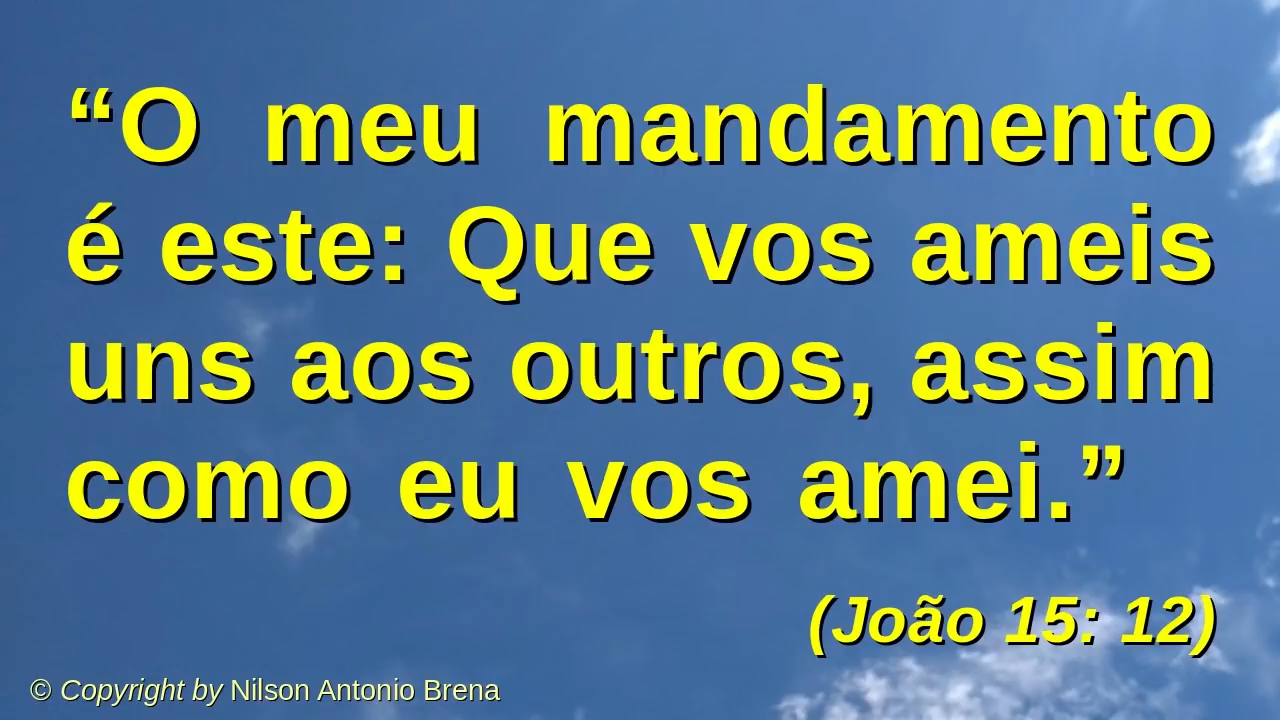 “O meu mandamento
é este: Que vos ameis
uns aos outros, assim
como eu vos amei.”
(João 15: 12)
© Copyright by Nilson Antonio Brena